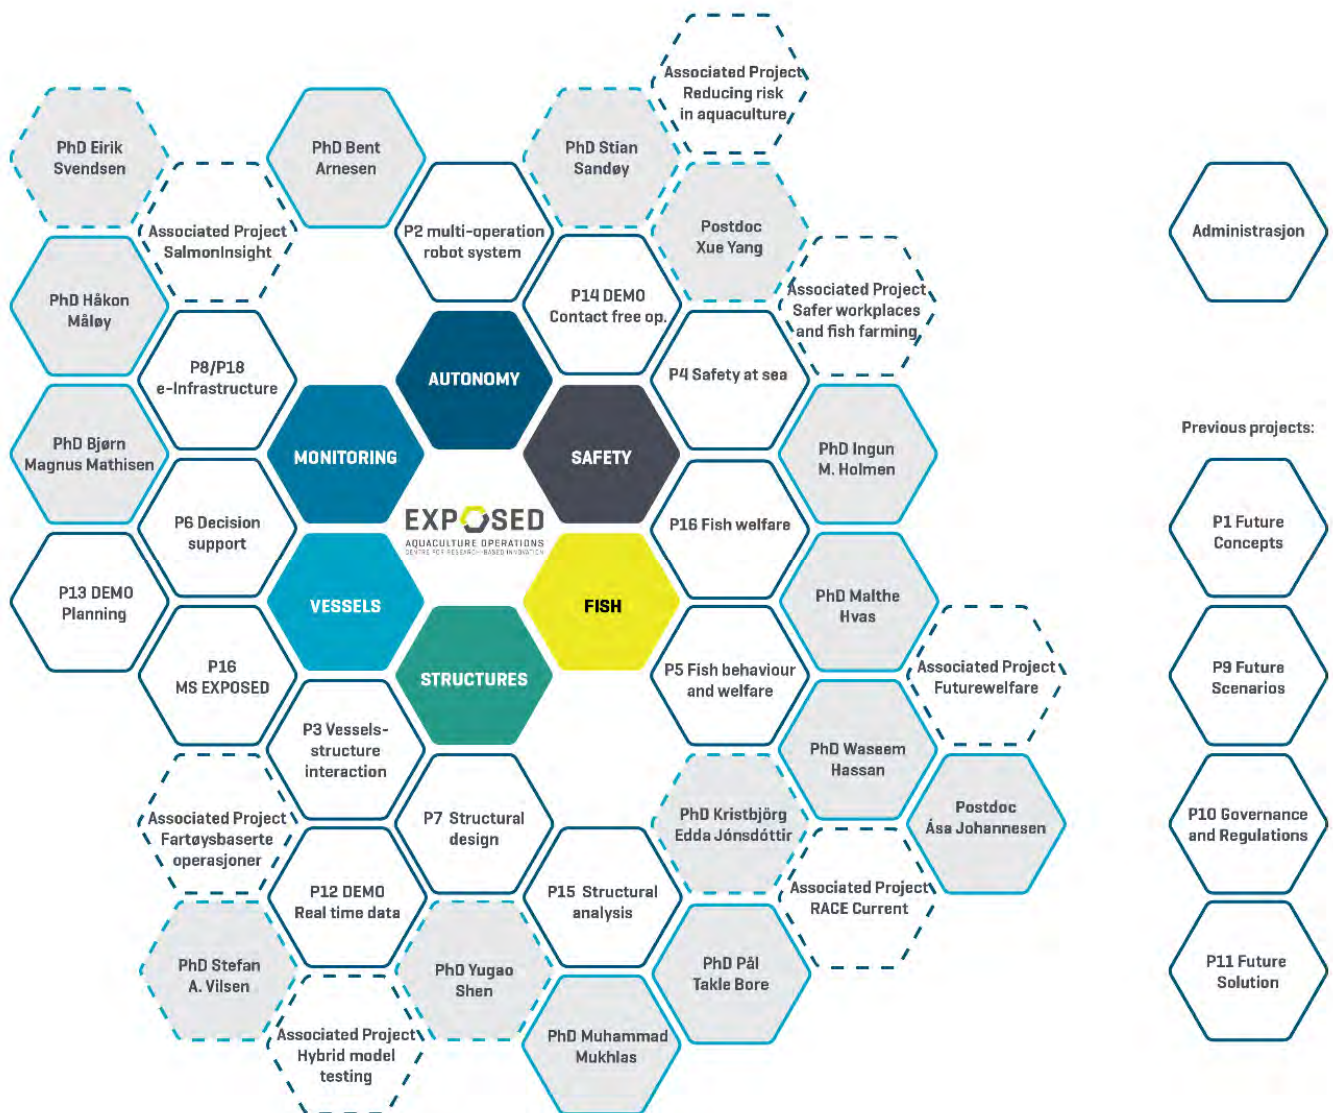 Associated Project
Reducing risk
in aquaculture
PhD Eirik
Svendsen
PhD Bent
Arnesen
PhD Stian
Sandøy
Associated Project
SalmonInsight
P2 multi-operation
robot system
Postdoc
Xue Yang
Administrasjon
PhD Håkon
Måløy
P14 DEMO
Contact free op.
Associated Project
Safer workplaces
and fish farming
P8/P18
e-Infrastructure
AUTONOMY
P4 Safety at sea
PhD Bjørn
Magnus Mathisen
MONITORING
SAFETY
PhD Ingun
M. Holmen
Previous projects:
P6 Decision
support
EXPOSED
AQUACULTURE OPERATIONS
CENTRE FOR RESEARCH-BASED INNOVATION
P16 Fish welfare
P1 Future
Concepts
P13 DEMO
Planning
VESSELS
FISH
PhD Malthe
Hvas
P16
MS EXPOSED
STRUCTURES
P5 Fish behaviour
and welfare
Associated Project
Futurewelfare
P9 Future
Scenarios
P3 Vessels-
structure
interaction
PhD Waseem
Hassan
Associated Project
Fartøysbaserte
operasjoner
P7 Structural
design
PhD Kristbjörg
Edda Jónsdóttir
Postdoc
Ása Johannesen
P10 Governance
and Regulations
P12 DEMO
Real time data
P15 Structural
analysis
Associated Project
RACE Current
PhD Stefan
A. Vilsen
PhD Yugao
Shen
PhD Pål
Takle Bore
P11 Future
Solution
Associated Project
Hybrid model
testing
PhD Muhammad
Mukhlas